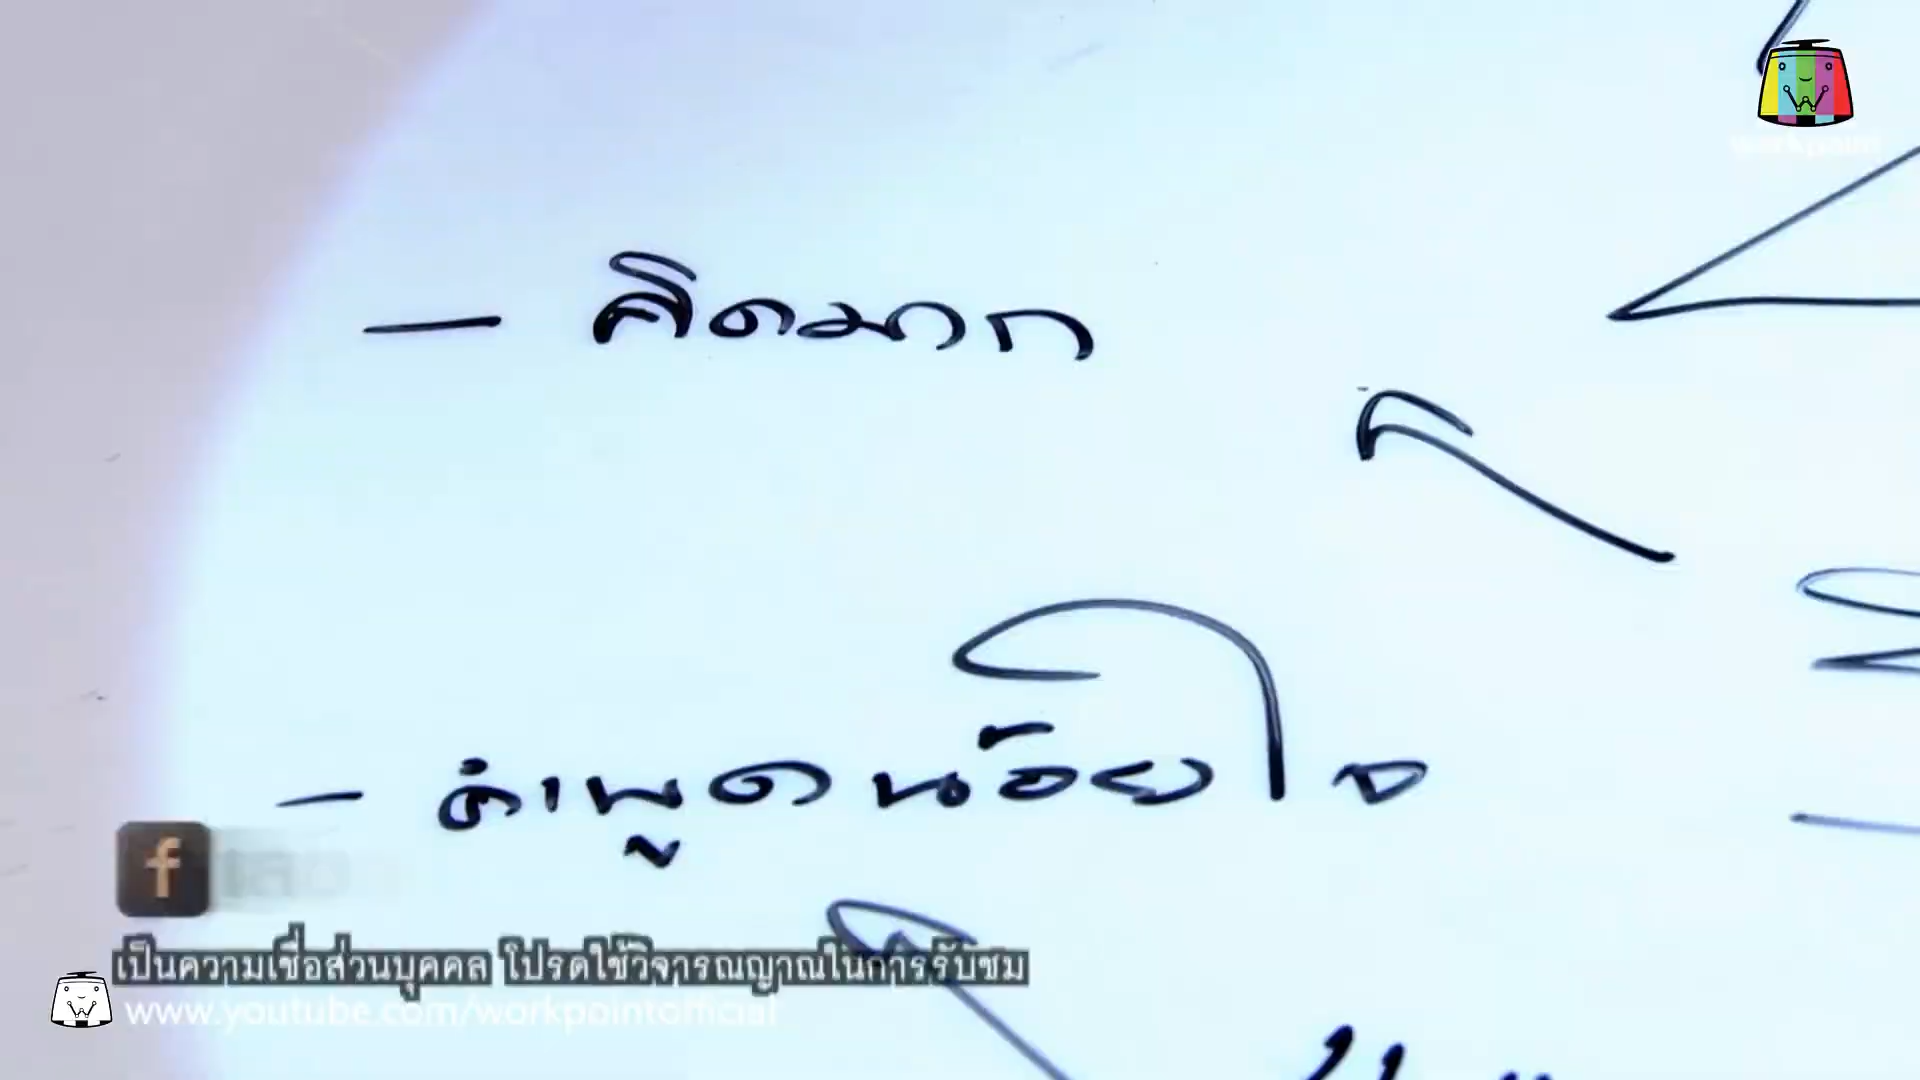 workpoint
- คิดมาก
- คำพูดน้อยใจ
f
เป็นความเชื่อส่วนบุคคล โปรดใช้วิจารณญาณในการรับชม
www.youtube.com/workpointofficial